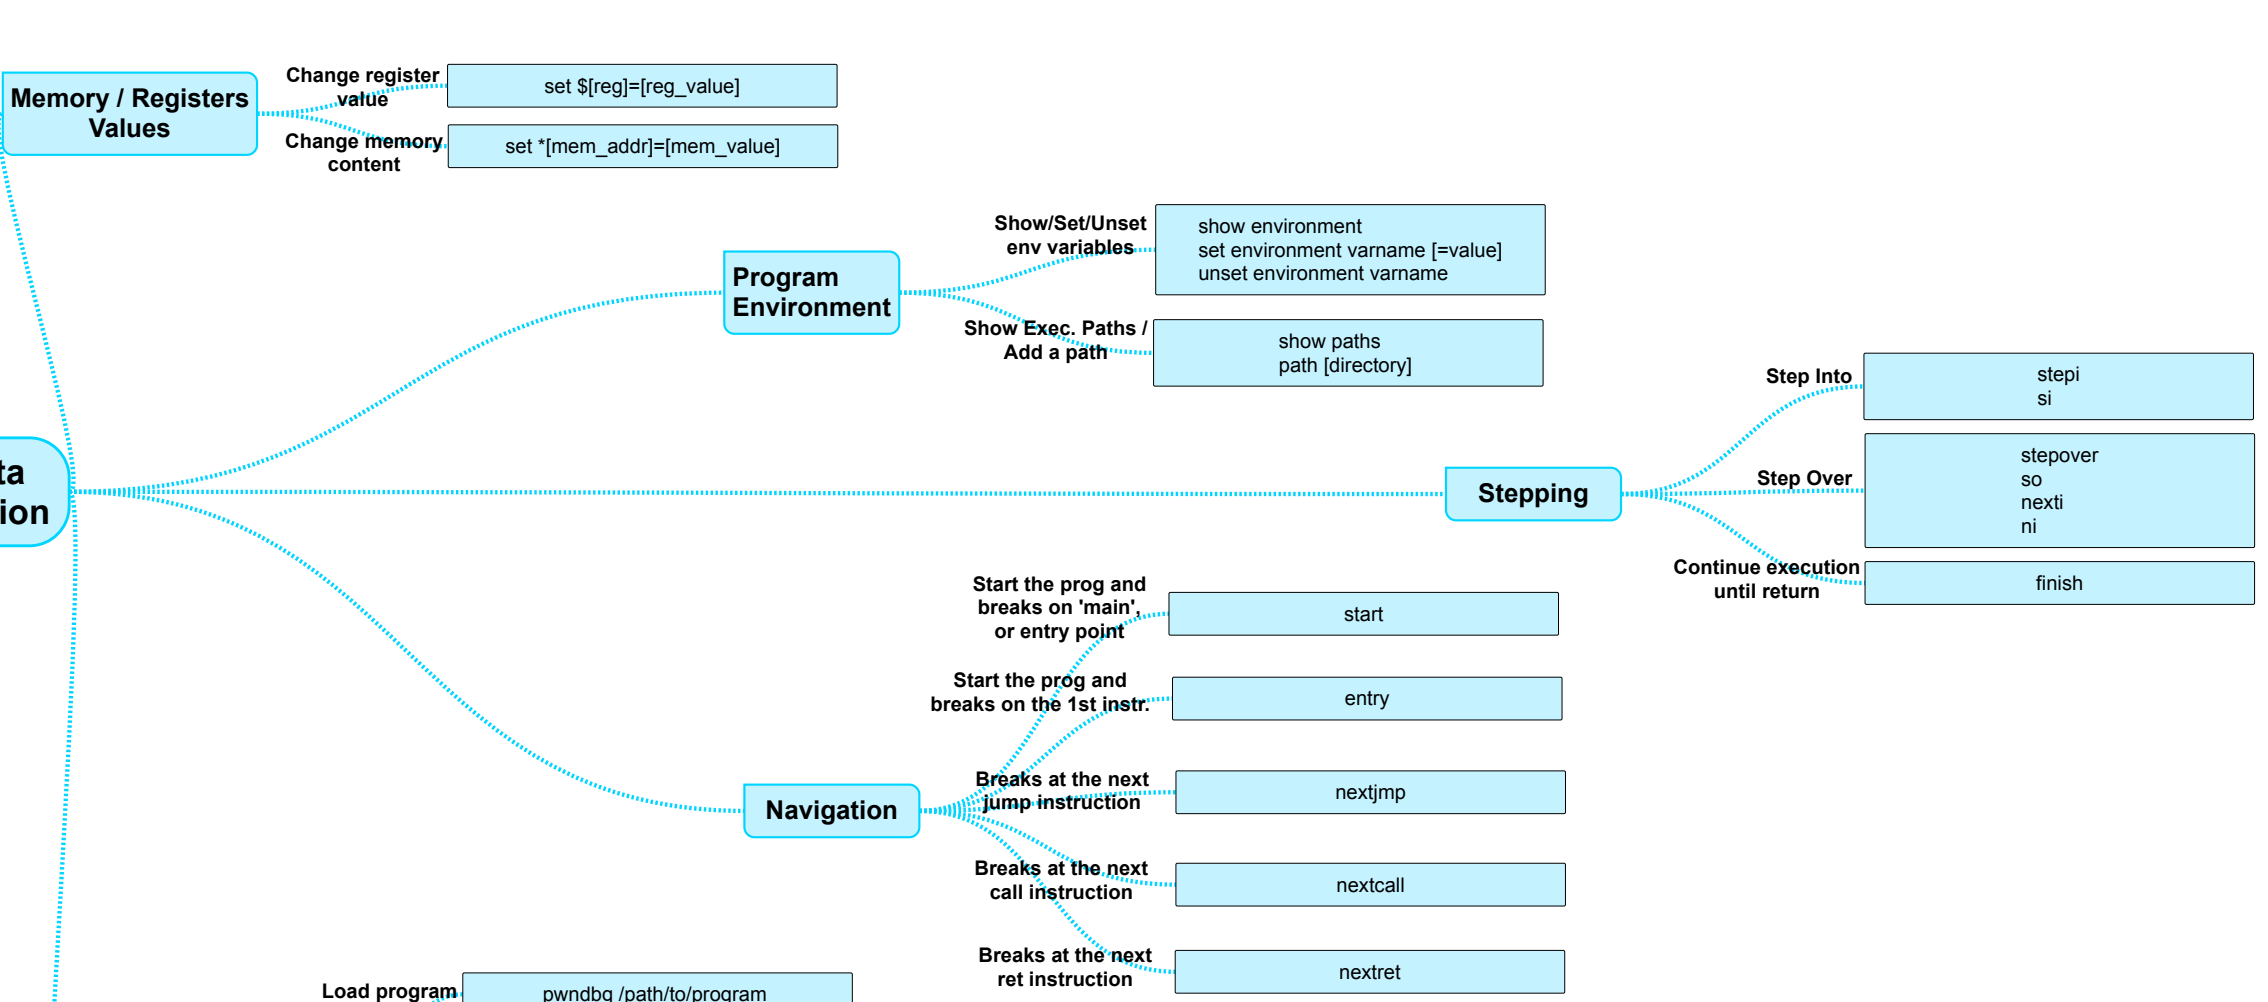 Memory / Registers
Values
Change register
value
set $[reg]=[reg_value]
Change memory
content
set *[mem_addr]=[mem_value]
Program
Environment
Show/Set/Unset
env variables
show environment
set environment varname [=value]
unset environment varname
Show Exec. Paths /
Add a path
show paths
path [directory]
ta
ion
Stepping
Step Into
stepi
si
Step Over
stepover
so
nexti
ni
Continue execution
until return
finish
Navigation
Start the prog and
breaks on 'main',
or entry point
start
Start the prog and
breaks on the 1st instr.
entry
Breaks at the next
jump instruction
nextjmp
Breaks at the next
call instruction
nextcall
Breaks at the next
ret instruction
nextret
Load program
pwndbg /path/to/program